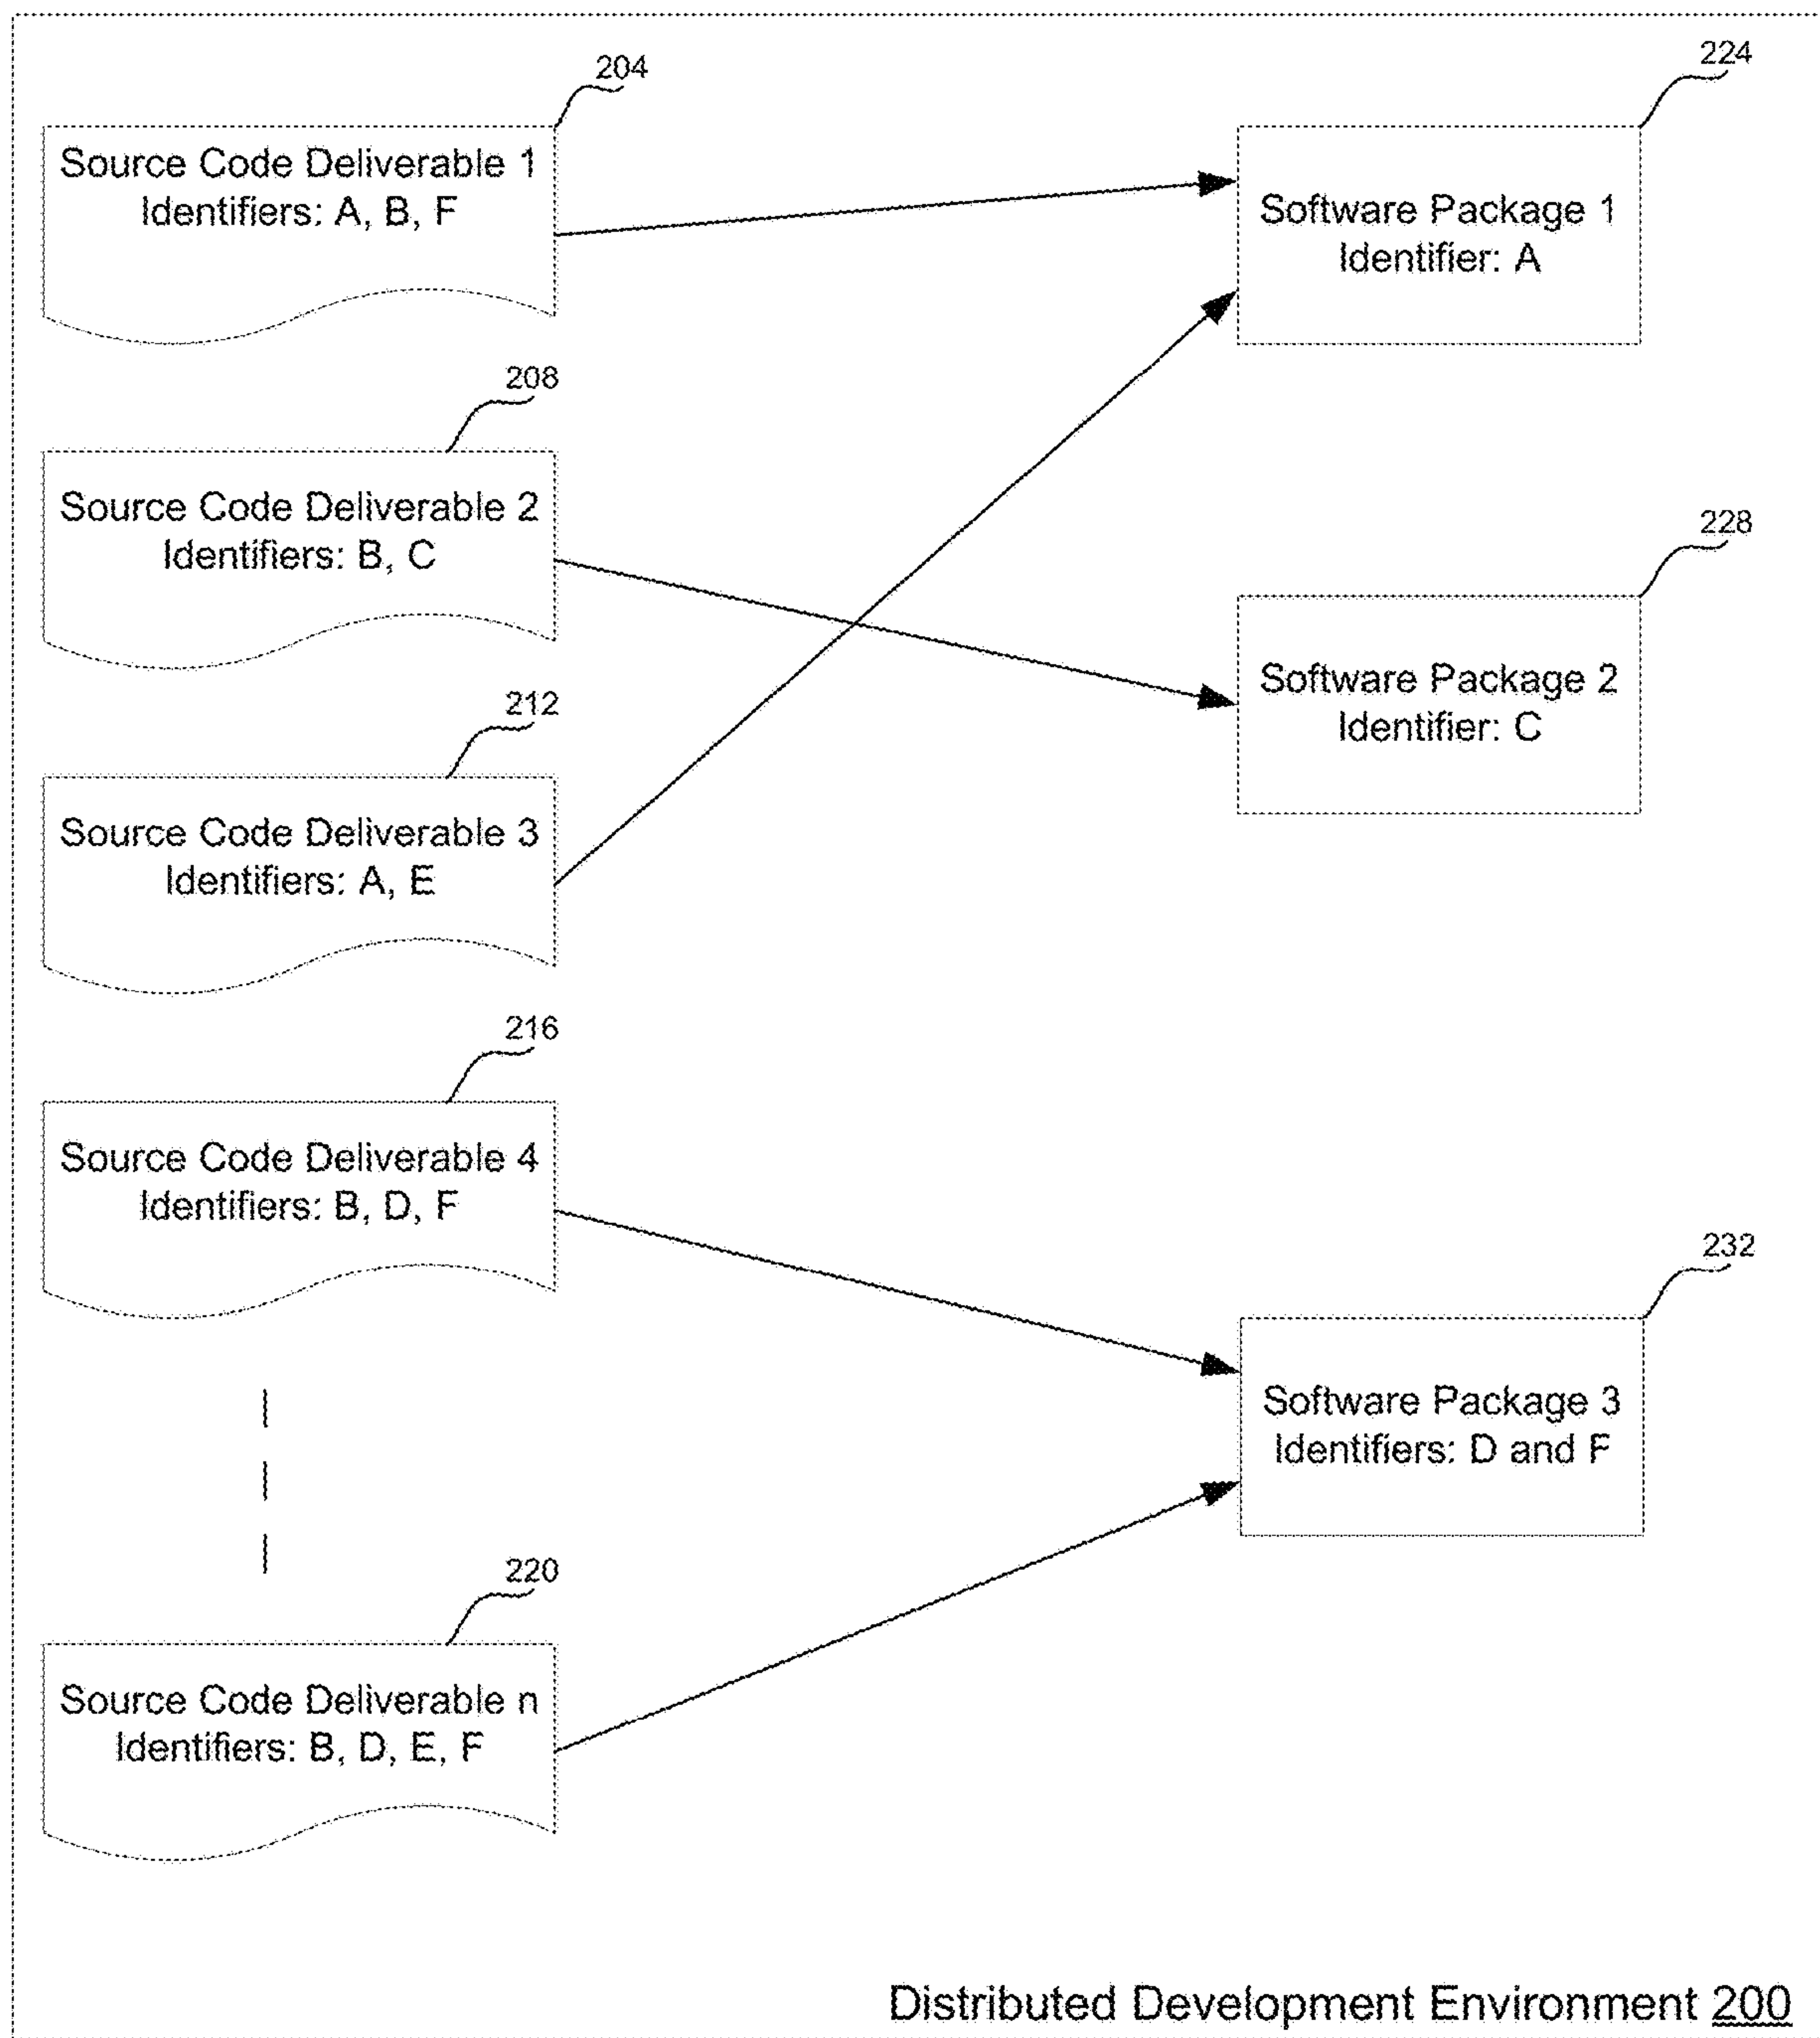 204
Source Code Deliverable 1
Identifiers: A, B, F
224
Software Package 1
Identifier: A
208
Source Code Deliverable 2
Identifiers: B, C
228
Software Package 2
Identifier: C
212
Source Code Deliverable 3
Identifiers: A, E
216
Source Code Deliverable 4
Identifiers: B, D, F
232
Software Package 3
Identifiers: D and F
220
Source Code Deliverable n
Identifiers: B, D, E, F
Distributed Development Environment 200